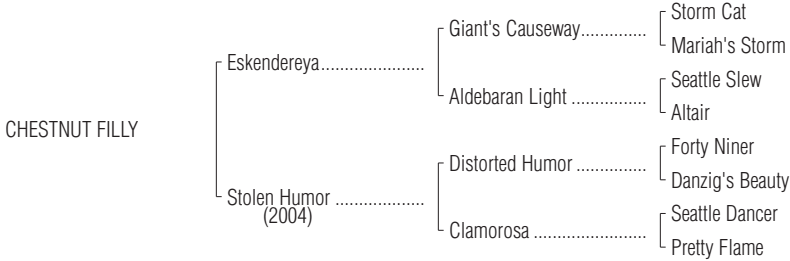 Storm Cat
Giant's Causeway..............
Mariah's Storm
Eskendereya......................
Seattle Slew
Aldebaran Light ................
Altair
CHESTNUT FILLY
Forty Niner
Distorted Humor ...............
Danzig's Beauty
Stolen Humor ...................
(2004)
Seattle Dancer
Clamorosa ........................
Pretty Flame